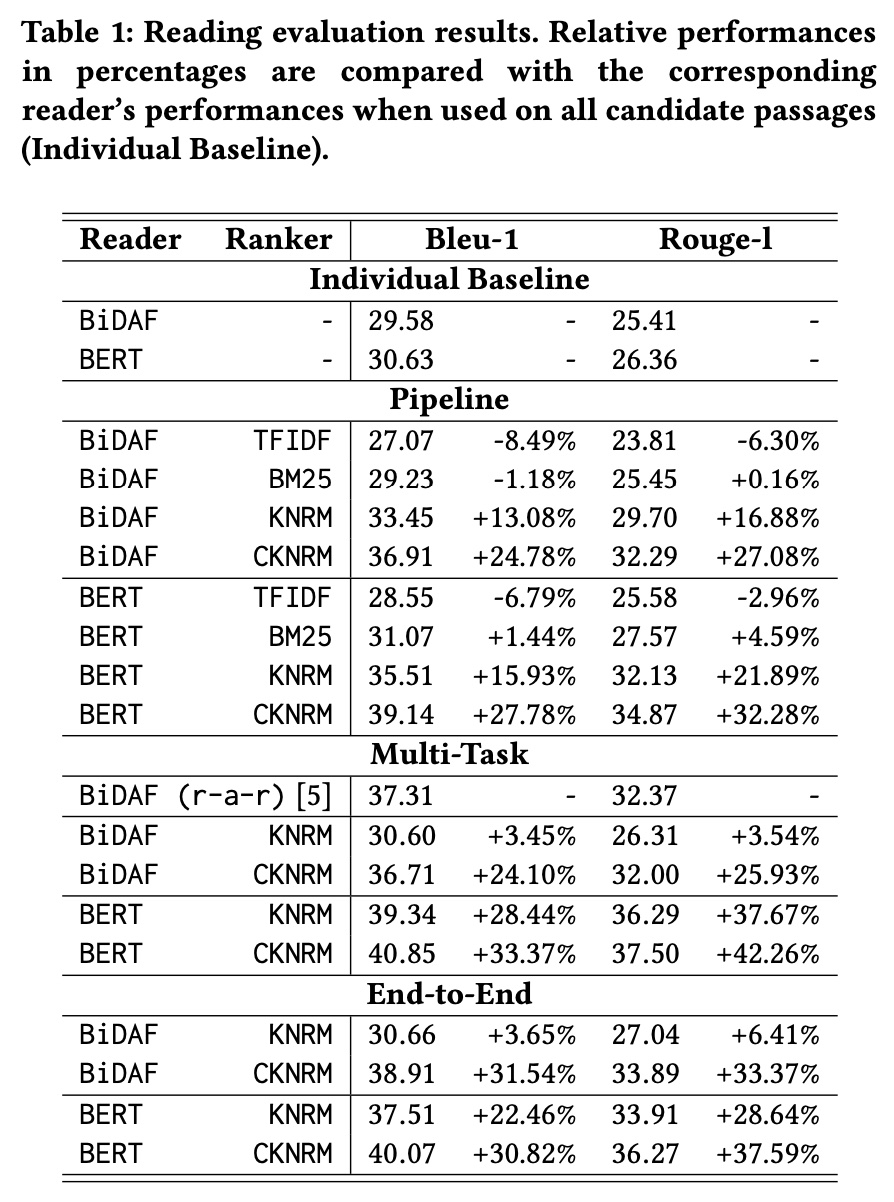 Table 1: Reading evaluation results. Relative performances
in percentages are compared with the corresponding
reader's performances when used on all candidate passages
(Individual Baseline).
Reader Ranker Bleu-1 Rouge-l
Individual Baseline
BiDAF - 29.58 - 25.41 -
BERT - 30.63 - 26.36 -
Pipeline
BiDAF TFIDF 27.07 -8.49% 23.81 -6.30%
BiDAF BM25 29.23 -1.18% 25.45 +0.16%
BiDAF KNRM 33.45 +13.08% 29.70 +16.88%
BiDAF CKNRM 36.91 +24.78% 32.29 +27.08%
BERT TFIDF 28.55 -6.79% 25.58 -2.96%
BERT BM25 31.07 +1.44% 27.57 +4.59%
BERT KNRM 35.51 +15.93% 32.13 +21.89%
BERT CKNRM 39.14 +27.78% 34.87 +32.28%
Multi-Task
BiDAF (r-a-r) [5] 37.31 - 32.37 -
BiDAF KNRM 30.60 +3.45% 26.31 +3.54%
BiDAF CKNRM 36.71 +24.10% 32.00 +25.93%
BERT KNRM 39.34 +28.44% 36.29 +37.67%
BERT CKNRM 40.85 +33.37% 37.50 +42.26%
End-to-End
BiDAF KNRM 30.66 +3.65% 27.04 +6.41%
BiDAF CKNRM 38.91 +31.54% 33.89 +33.37%
BERT KNRM 37.51 +22.46% 33.91 +28.64%
BERT CKNRM 40.07 +30.82% 36.27 +37.59%